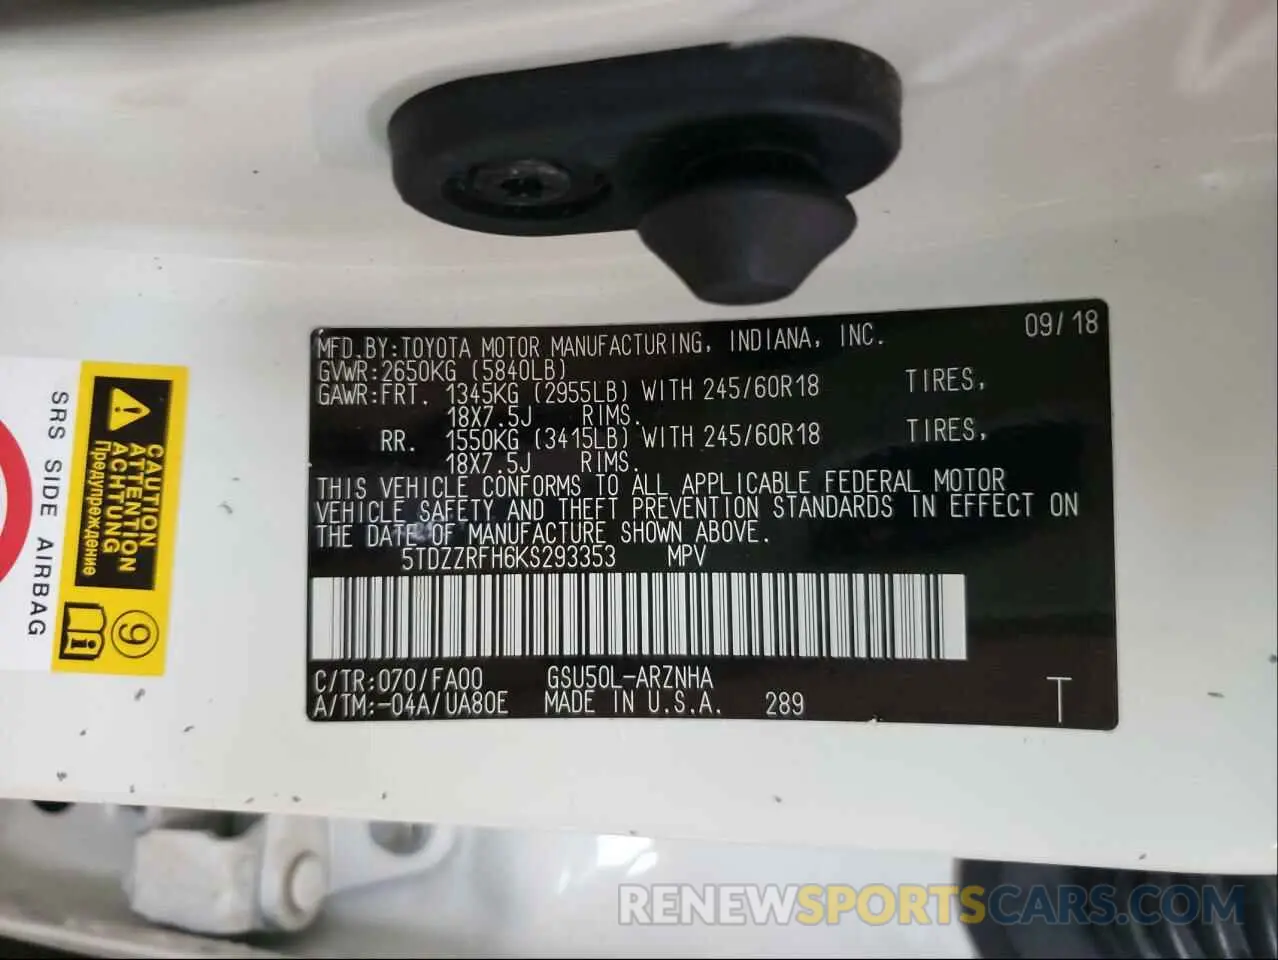 MFD.BY:TOYOTA MOTOR MANUFACTURING, INDIANA, INC. 09/18
GVWR:2650KG (5840LB)
GAWR:FRT. 1345KG (2955LB) WITH 245/60R18 TIRES,
18X7.5J RIMS.
RR. 1550KG (3415LB) WITH 245/60R18 TIRES,
18X7.5J RIMS.
THIS VEHICLE CONFORMS TO ALL APPLICABLE FEDERAL MOTOR
VEHICLE SAFETY AND THEFT PREVENTION STANDARDS IN EFFECT ON
THE DATE OF MANUFACTURE SHOWN ABOVE.
5TDZZRFH6KS293353 MPV
C/TR:070/FA00 GSU50L-ARZNHA
A/TM:-04A/UA80E MADE IN U.S.A. 289 T
CAUTION
ATTENTION
ACHTUNG
Предупреждение
9
SRS SIDE AIRBAG
RENEWSPORTSCARS.COM